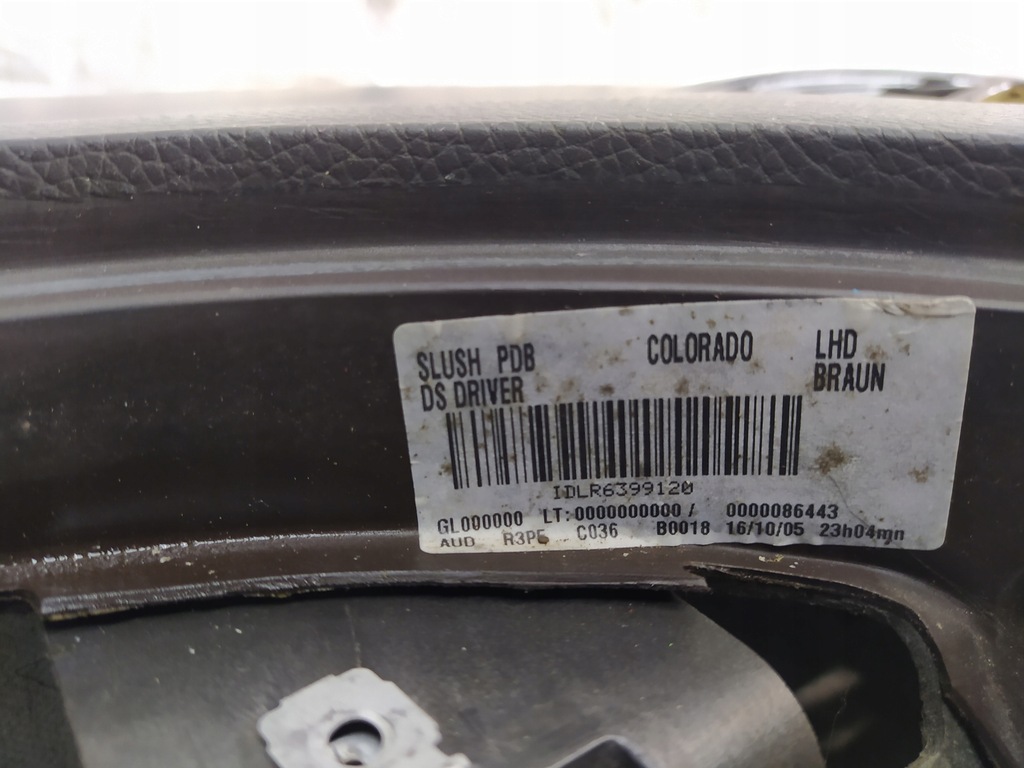 SLUSH PDB COLORADO LHD
DS DRIVER BRAUN
IDLR6399120
GL000000 LT:0000000000 / 0000086443
AUD R3PE C036 B0018 16/10/05 23h04mn